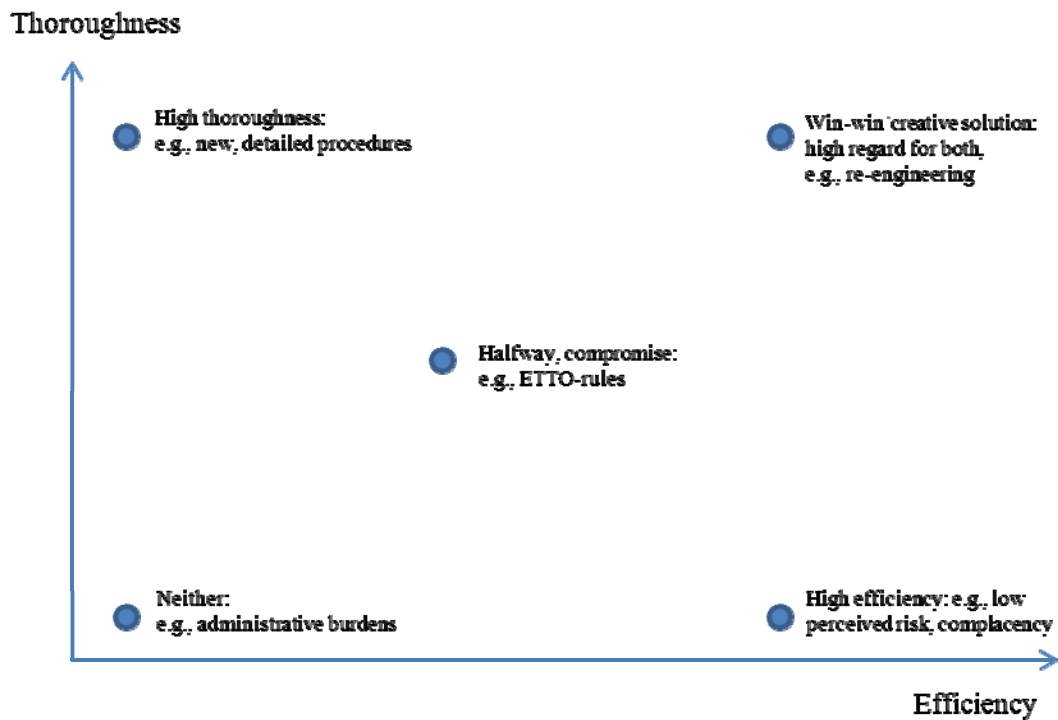 Thoroughness
High thoroughness:
e.g., new, detailed procedures
Win-win creative solution:
high regard for both,
e.g., re-engineering
Halfway, compromise:
e.g., ETTO-rules
Neither:
e.g., administrative burdens
High efficiency: e.g., low
perceived risk, complacency
Efficiency